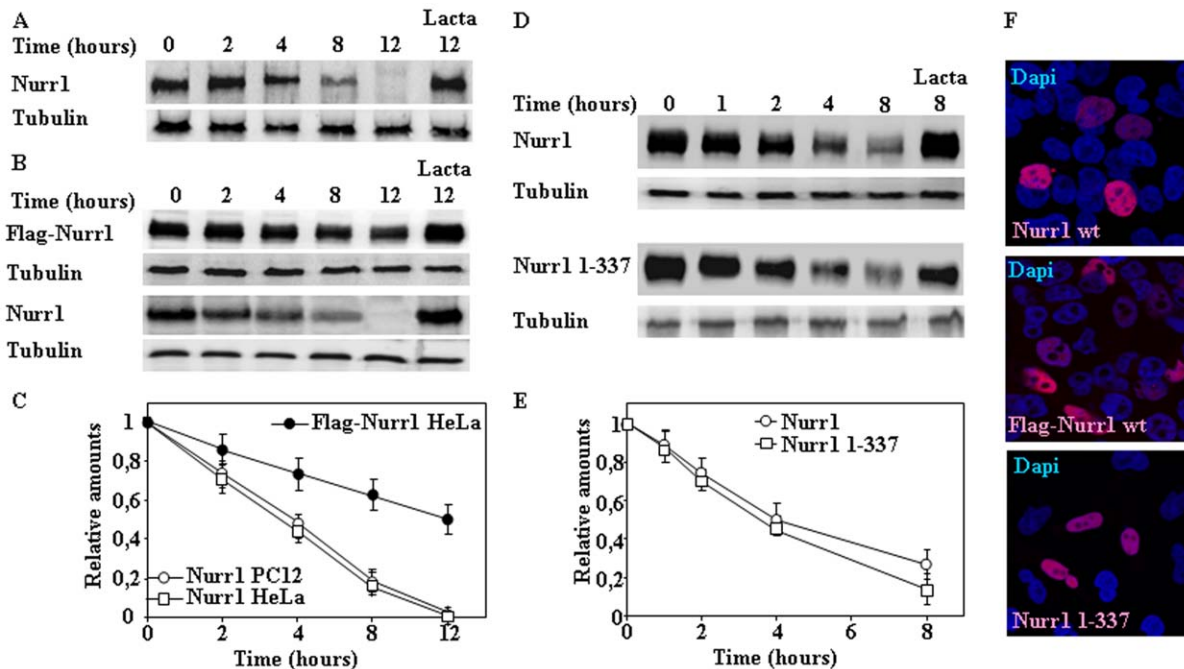 A
Lacta
Time (hours) 0 2 4 8 12 12
Nurr1
Tubulin
B
Lacta
Time (hours) 0 2 4 8 12 12
Flag-Nurr1
Tubulin
Nurr1
Tubulin
C
Relative amounts
1
0,8
0,6
0,4
0,2
0
Flag-Nurr1 HeLa
Nurr1 PC12
Nurr1 HeLa
0 2 4 8 12
Time (hours)
D
Lacta
Time (hours) 0 1 2 4 8 8
Nurr1
Tubulin
Nurr1 1-337
Tubulin
E
Relative amounts
1
0,8
0,6
0,4
0,2
0
Nurr1
Nurr1 1-337
0 2 4 6 8
Time (hours)
F
Dapi
Nurr1 wt
Dapi
Flag-Nurr1 wt
Dapi
Nurr1 1-337